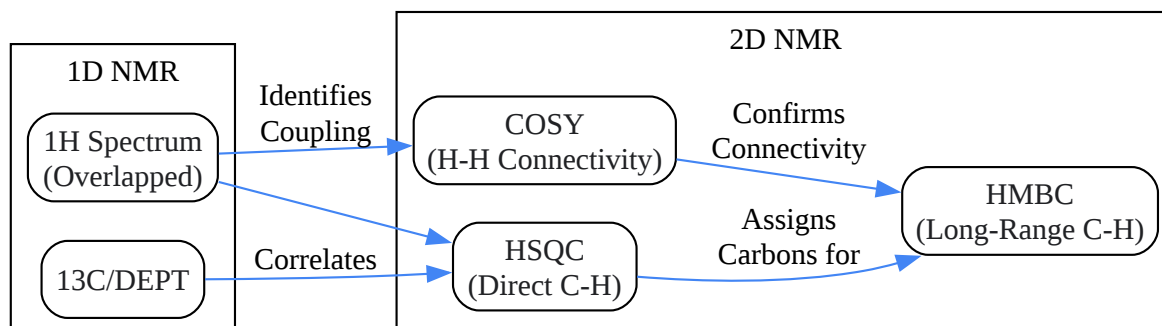 1D NMR
1H Spectrum
(Overlapped)
13C/DEPT
Identifies
Coupling
Correlates
2D NMR
COSY
(H-H Connectivity)
HSQC
(Direct C-H)
Confirms
Connectivity
Assigns
Carbons for
HMBC
(Long-Range C-H)